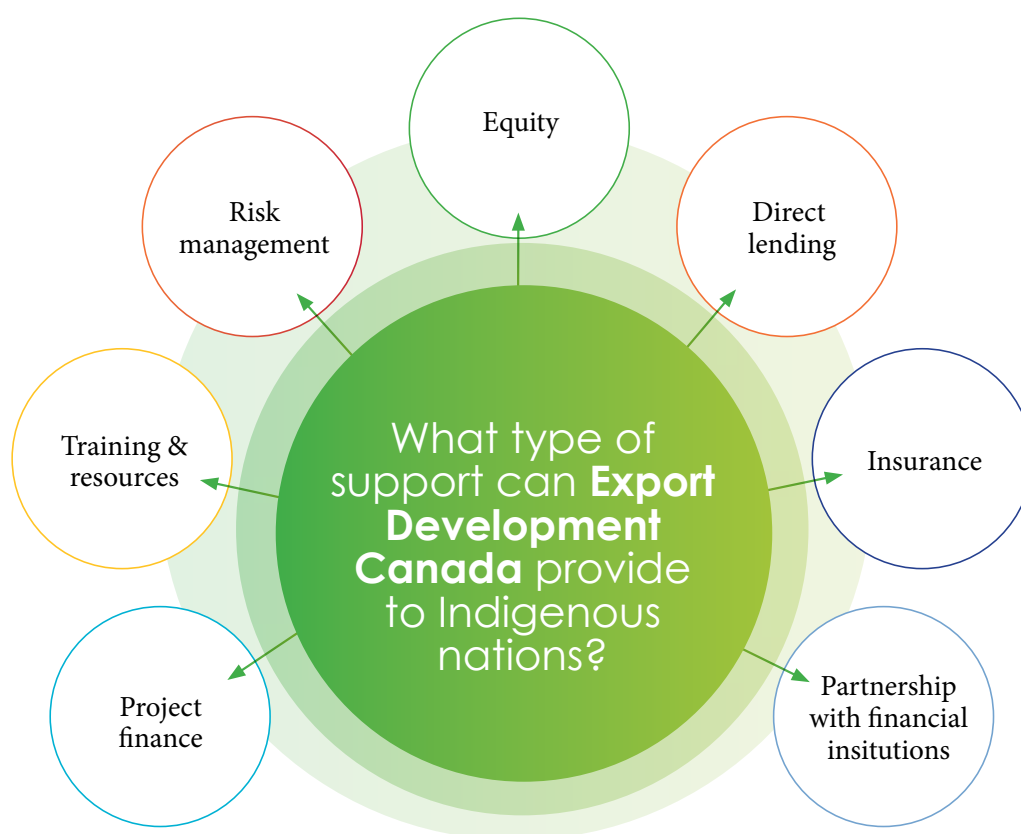 Equity
Risk
management
Direct
lending
Training &
resources
Insurance
What type of
support can Export
Development
Canada provide
to Indigenous
nations?
Project
finance
Partnership
with financial
insitutions